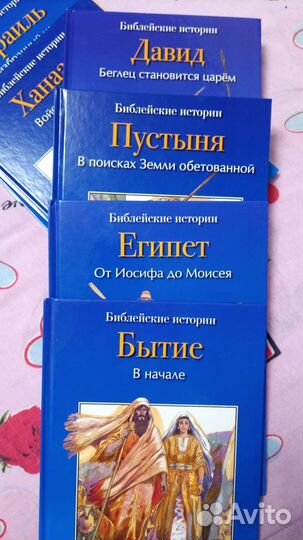 Библейские истории
Давид
Беглец становится царём
Библейские истории
Пустыня
В поисках Земли обетованной
Библейские истории
Египет
От Иосифа до Моисея
Библейские истории
Бытие
В начале
Avito